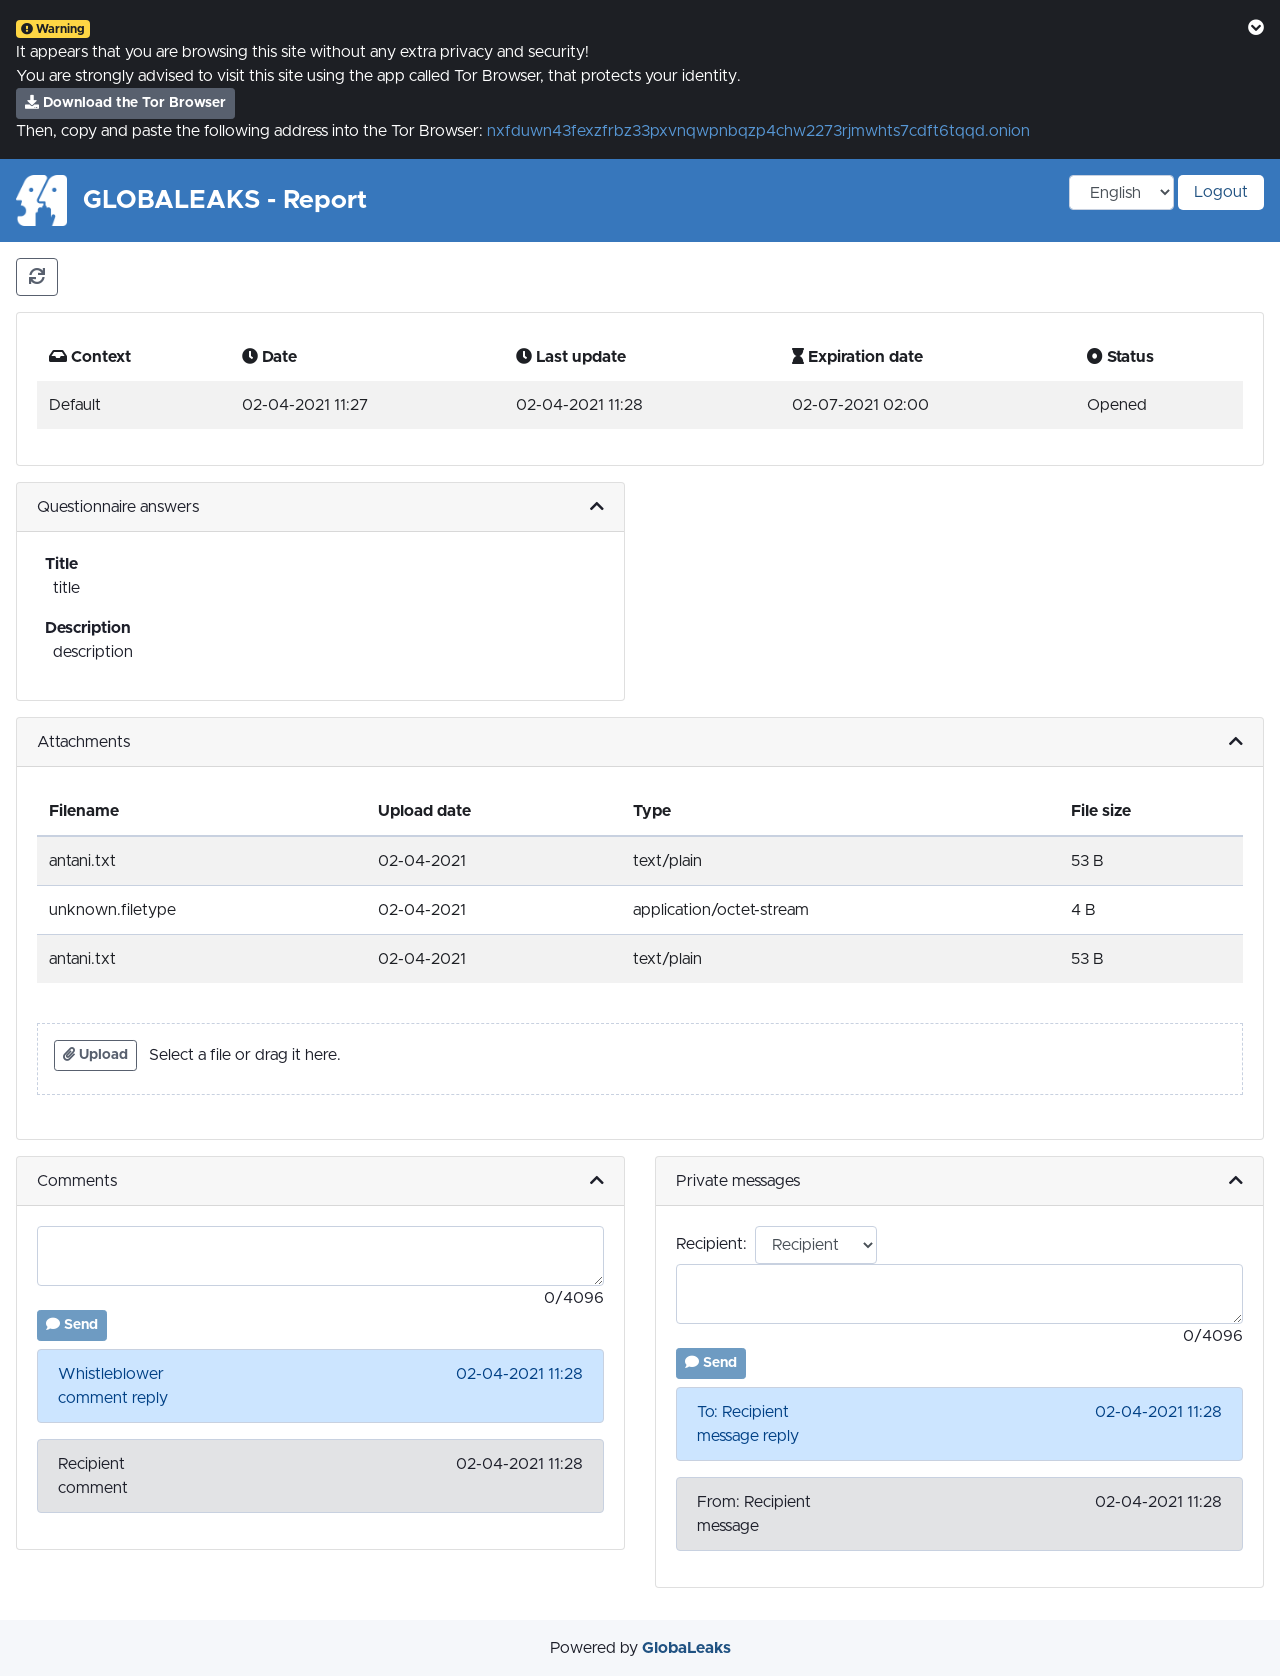 Warning
It appears that you are browsing this site without any extra privacy and security!
You are strongly advised to visit this site using the app called Tor Browser, that protects your identity.
Download the Tor Browser
Then, copy and paste the following address into the Tor Browser: nxfduwn43fexzfrbz33pxvnqwpnbqzp4chw2273rjmwhts7cdft6tqqd.onion
GLOBALEAKS - Report
English
Logout
Context Date Last update Expiration date Status
Default 02-04-2021 11:27 02-04-2021 11:28 02-07-2021 02:00 Opened
Questionnaire answers
Title
title
Description
description
Attachments
Filename Upload date Type File size
antani.txt 02-04-2021 text/plain 53 B
unknown.filetype 02-04-2021 application/octet-stream 4 B
antani.txt 02-04-2021 text/plain 53 B
Upload Select a file or drag it here.
Comments
0/4096
Send
Whistleblower 02-04-2021 11:28
comment reply
Recipient 02-04-2021 11:28
comment
Private messages
Recipient: Recipient
0/4096
Send
To: Recipient 02-04-2021 11:28
message reply
From: Recipient 02-04-2021 11:28
message
Powered by GlobaLeaks